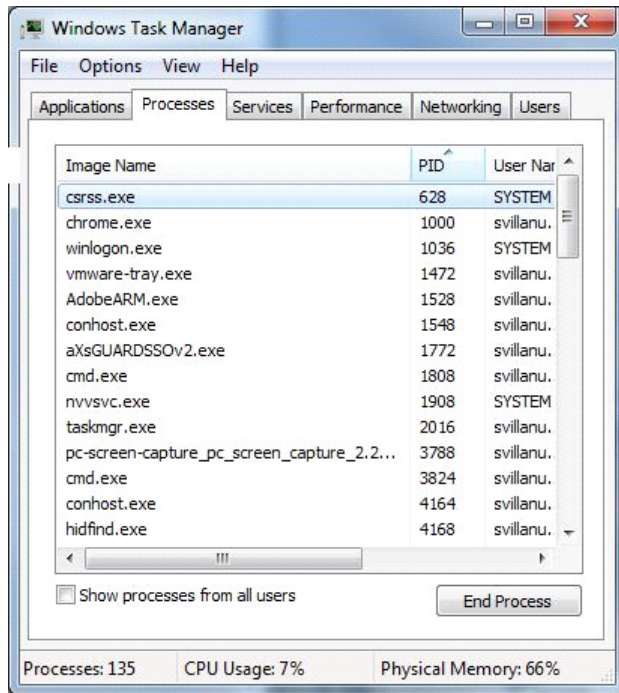 Windows Task Manager
File Options View Help
Applications Processes Services Performance Networking Users
Image Name PID User Nar
csrss.exe 628 SYSTEM
chrome.exe 1000 svillanu.
winlogon.exe 1036 SYSTEM
vmware-tray.exe 1472 svillanu.
AdobeARM.exe 1528 svillanu.
conhost.exe 1548 svillanu.
aXsGUARDSSOv2.exe 1772 svillanu.
cmd.exe 1808 svillanu.
nvvsvc.exe 1908 SYSTEM
taskmgr.exe 2016 svillanu.
pc-screen-capture_pc_screen_capture_2.2... 3788 svillanu.
cmd.exe 3824 svillanu.
conhost.exe 4164 svillanu.
hidfind.exe 4168 svillanu.
Show processes from all users End Process
Processes: 135 CPU Usage: 7% Physical Memory: 66%